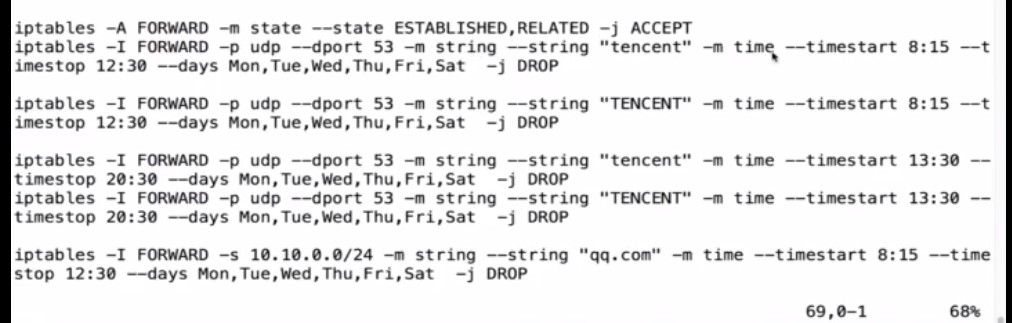 iptables -A FORWARD -m state --state ESTABLISHED,RELATED -j ACCEPT
iptables -I FORWARD -p udp --dport 53 -m string --string "tencent" -m time --timestart 8:15 --t
imestop 12:30 --days Mon,Tue,Wed,Thu,Fri,Sat  -j DROP
iptables -I FORWARD -p udp --dport 53 -m string --string "TENCENT" -m time --timestart 8:15 --t
imestop 12:30 --days Mon,Tue,Wed,Thu,Fri,Sat  -j DROP
iptables -I FORWARD -p udp --dport 53 -m string --string "tencent" -m time --timestart 13:30 --
timestop 20:30 --days Mon,Tue,Wed,Thu,Fri,Sat  -j DROP
iptables -I FORWARD -p udp --dport 53 -m string --string "TENCENT" -m time --timestart 13:30 --
timestop 20:30 --days Mon,Tue,Wed,Thu,Fri,Sat  -j DROP
iptables -I FORWARD -s 10.10.0.0/24 -m string --string "qq.com" -m time --timestart 8:15 --time
stop 12:30 --days Mon,Tue,Wed,Thu,Fri,Sat  -j DROP
69,0-1 68%